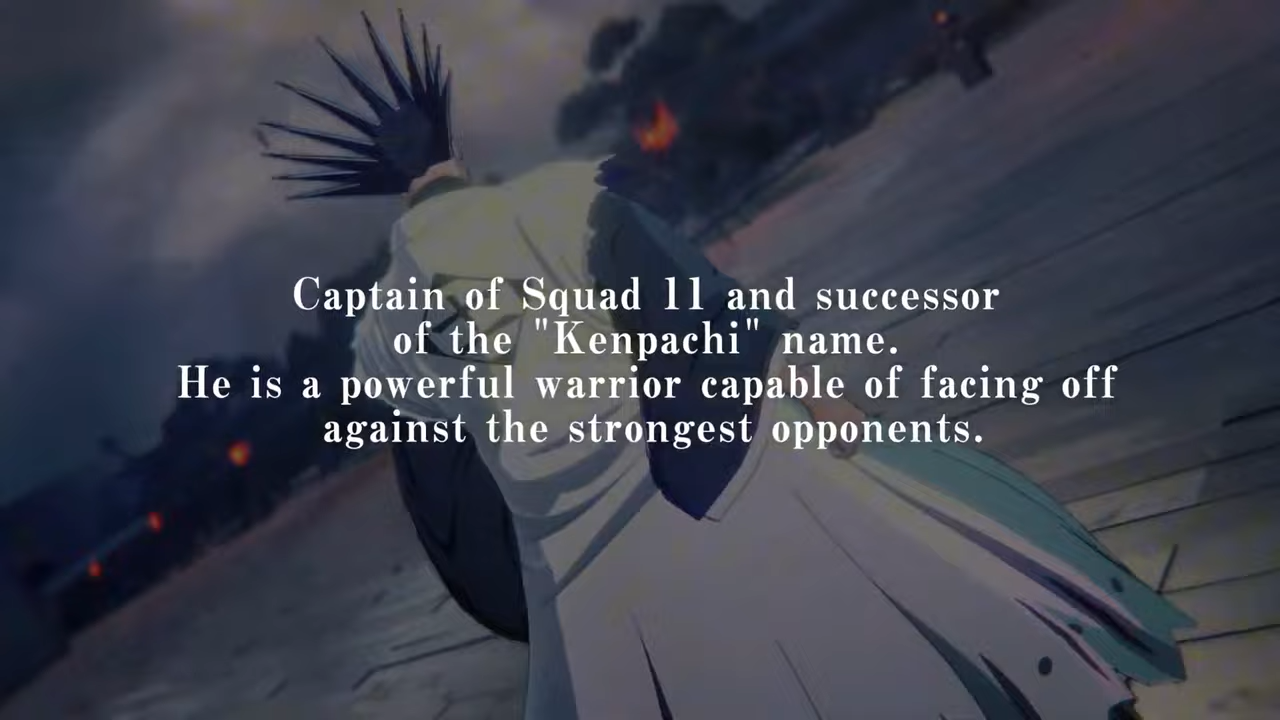 Captain of Squad 11 and successor
of the "Kenpachi" name.
He is a powerful warrior capable of facing off
against the strongest opponents.